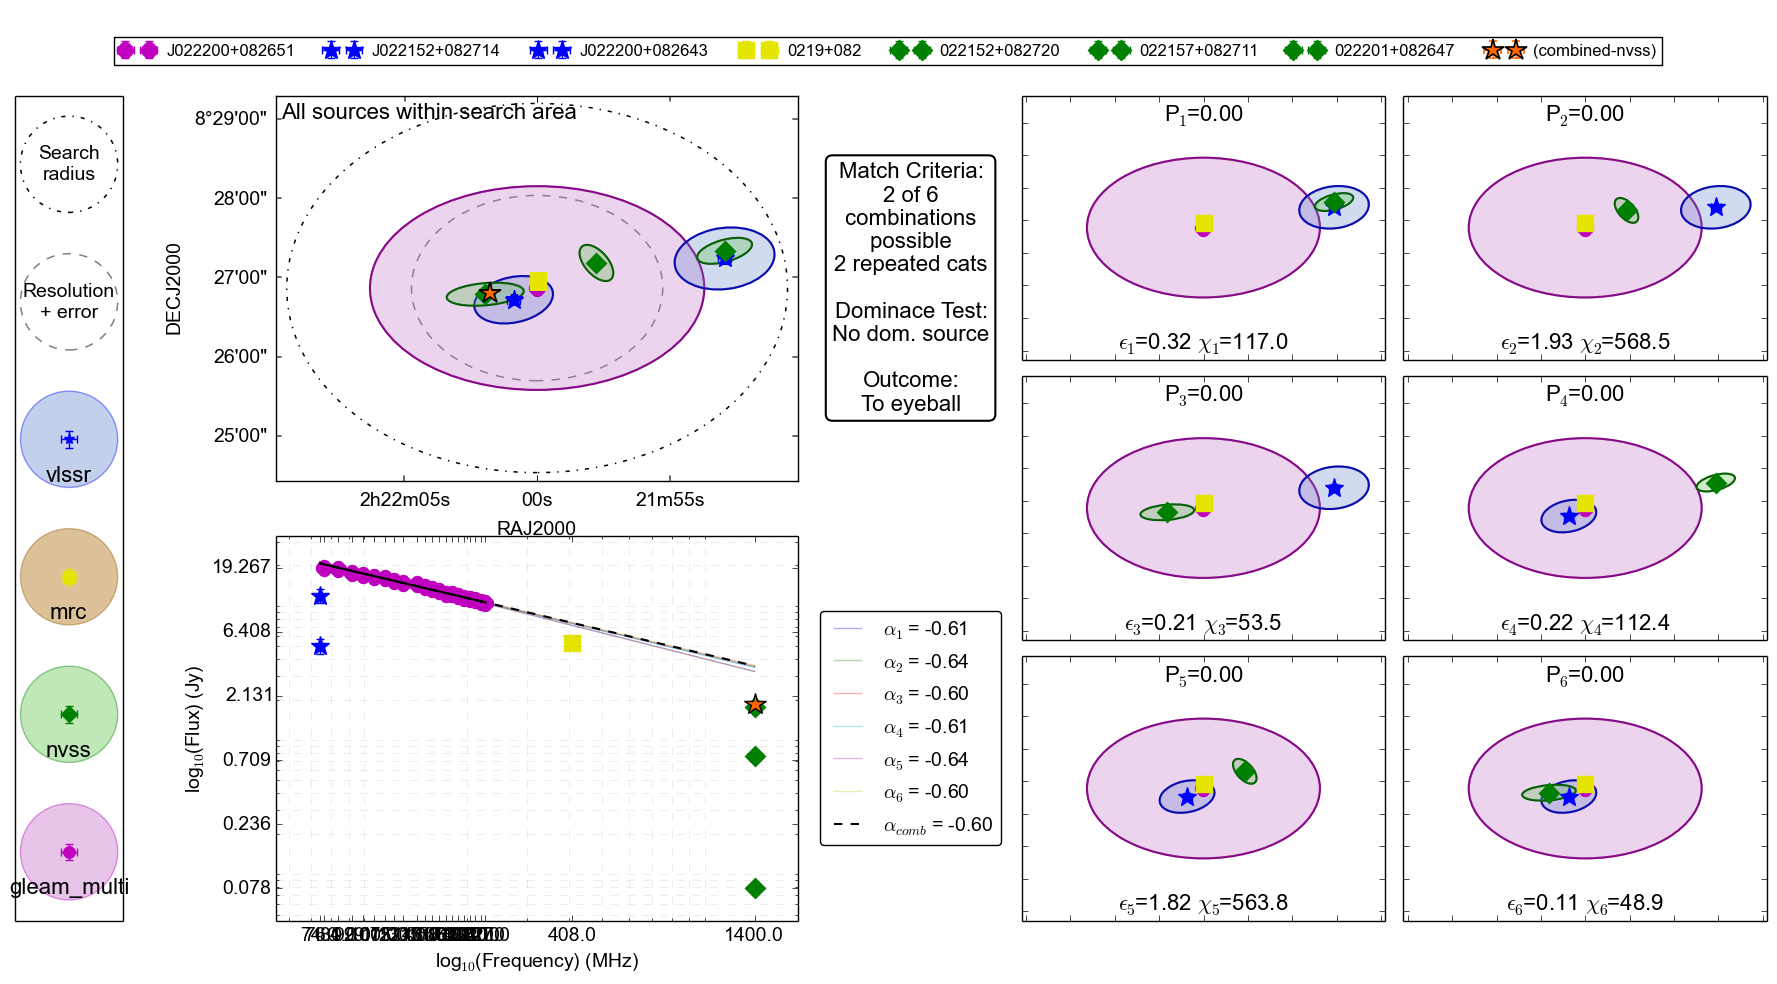 J022200+082651 J022152+082714 J022200+082643 0219+082 022152+082720 022157+082711 022201+082647 (combined-nvss)
Search
radius
Resolution
+ error
vlssr
mrc
nvss
gleam_multi
All sources within search area
8°29'00"
28'00"
27'00"
26'00"
25'00"
DECJ2000
2h22m05s 00s 21m55s
RAJ2000
Match Criteria:
2 of 6
combinations
possible
2 repeated cats
Dominace Test:
No dom. source
Outcome:
To eyeball
19.267
6.408
2.131
0.709
0.236
0.078
log10(Flux) (Jy)
408.0 1400.0
log10(Frequency) (MHz)
α1 = -0.61
α2 = -0.64
α3 = -0.60
α4 = -0.61
α5 = -0.64
α6 = -0.60
αcomb = -0.60
P1=0.00
ϵ1=0.32 χ1=117.0
P2=0.00
ϵ2=1.93 χ2=568.5
P3=0.00
ϵ3=0.21 χ3=53.5
P4=0.00
ϵ4=0.22 χ4=112.4
P5=0.00
ϵ5=1.82 χ5=563.8
P6=0.00
ϵ6=0.11 χ6=48.9